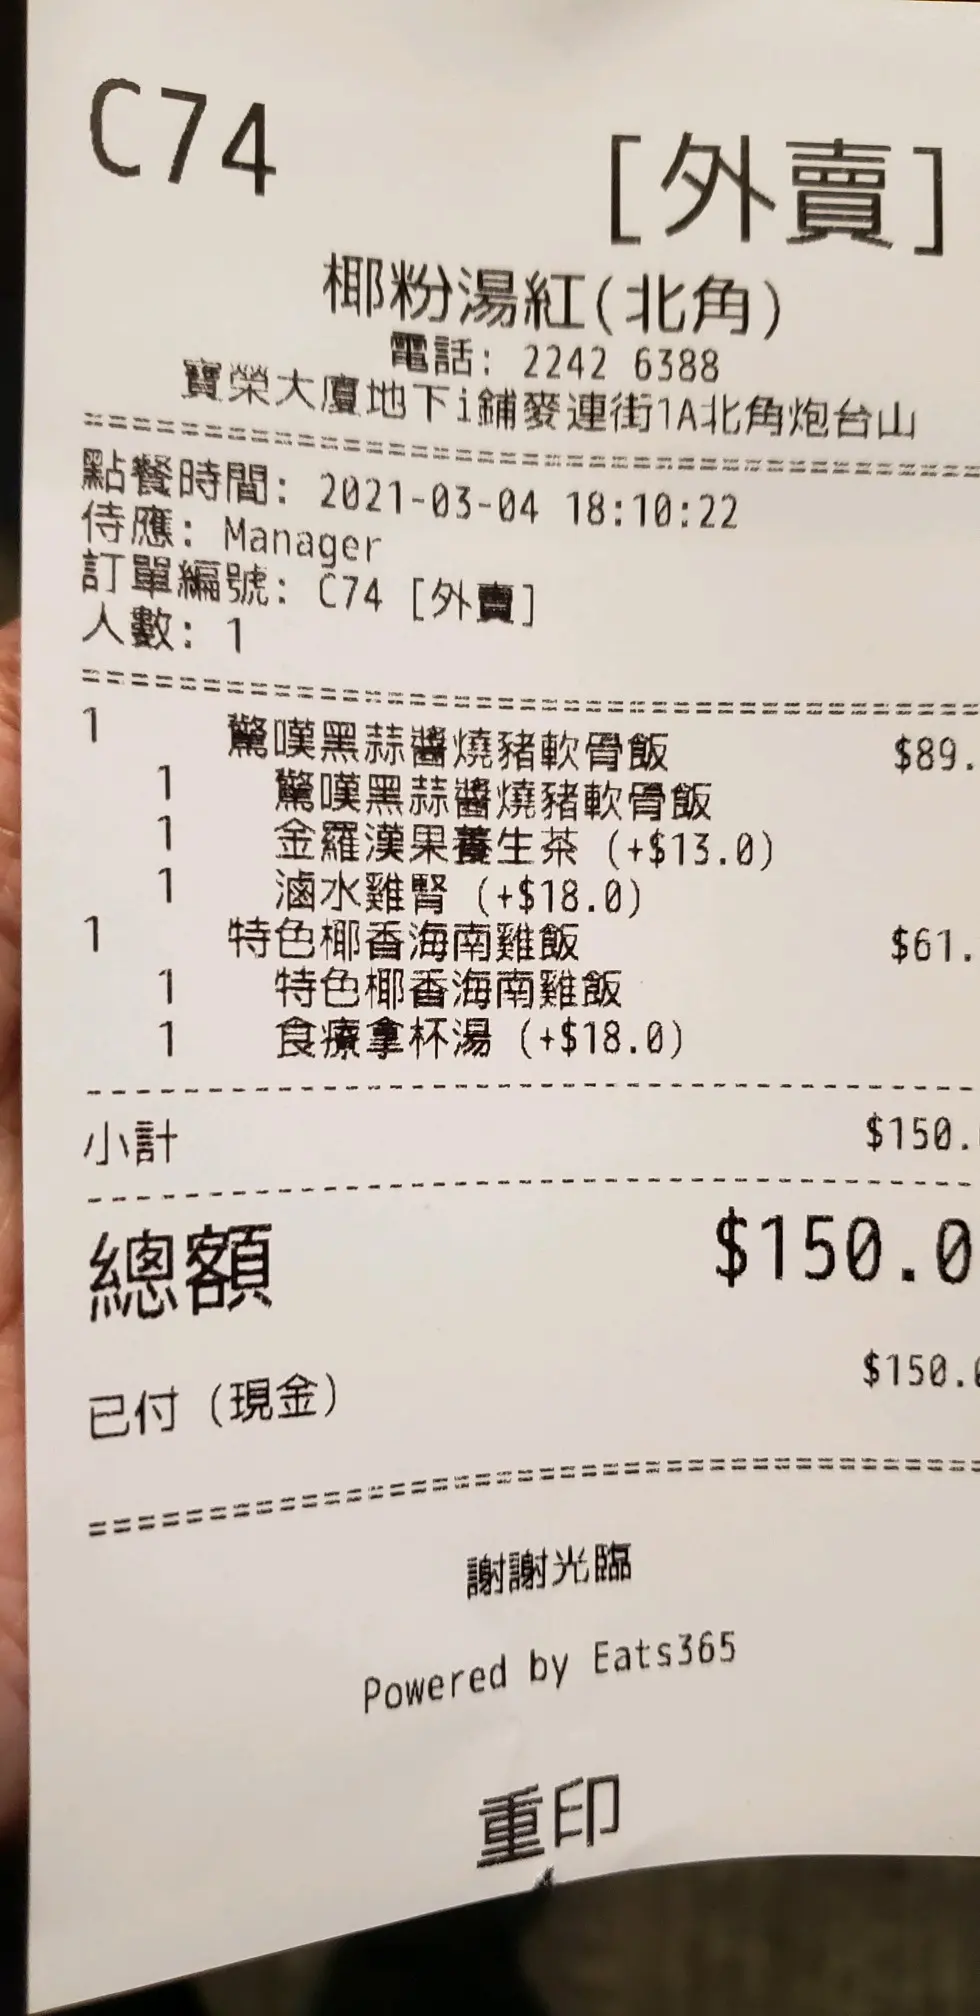 C74
[外賣]
椰粉湯紅(北角)
電話: 2242 6388
寶榮大廈地下i鋪麥連街1A北角炮台山
點餐時間: 2021-03-04 18:10:22
侍應: Manager
訂單編號: C74 [外賣]
人數: 1
1 驚嘆黑蒜醬燒豬軟骨飯 $89.
1 驚嘆黑蒜醬燒豬軟骨飯
1 金羅漢果養生茶 (+$13.0)
1 滷水雞腎 (+$18.0)
1 特色椰香海南雞飯 $61.
1 特色椰香海南雞飯
1 食療拿杯湯 (+$18.0)
小計 $150.
總額 $150.0
已付 (現金) $150.0
謝謝光臨
Powered by Eats365
重印